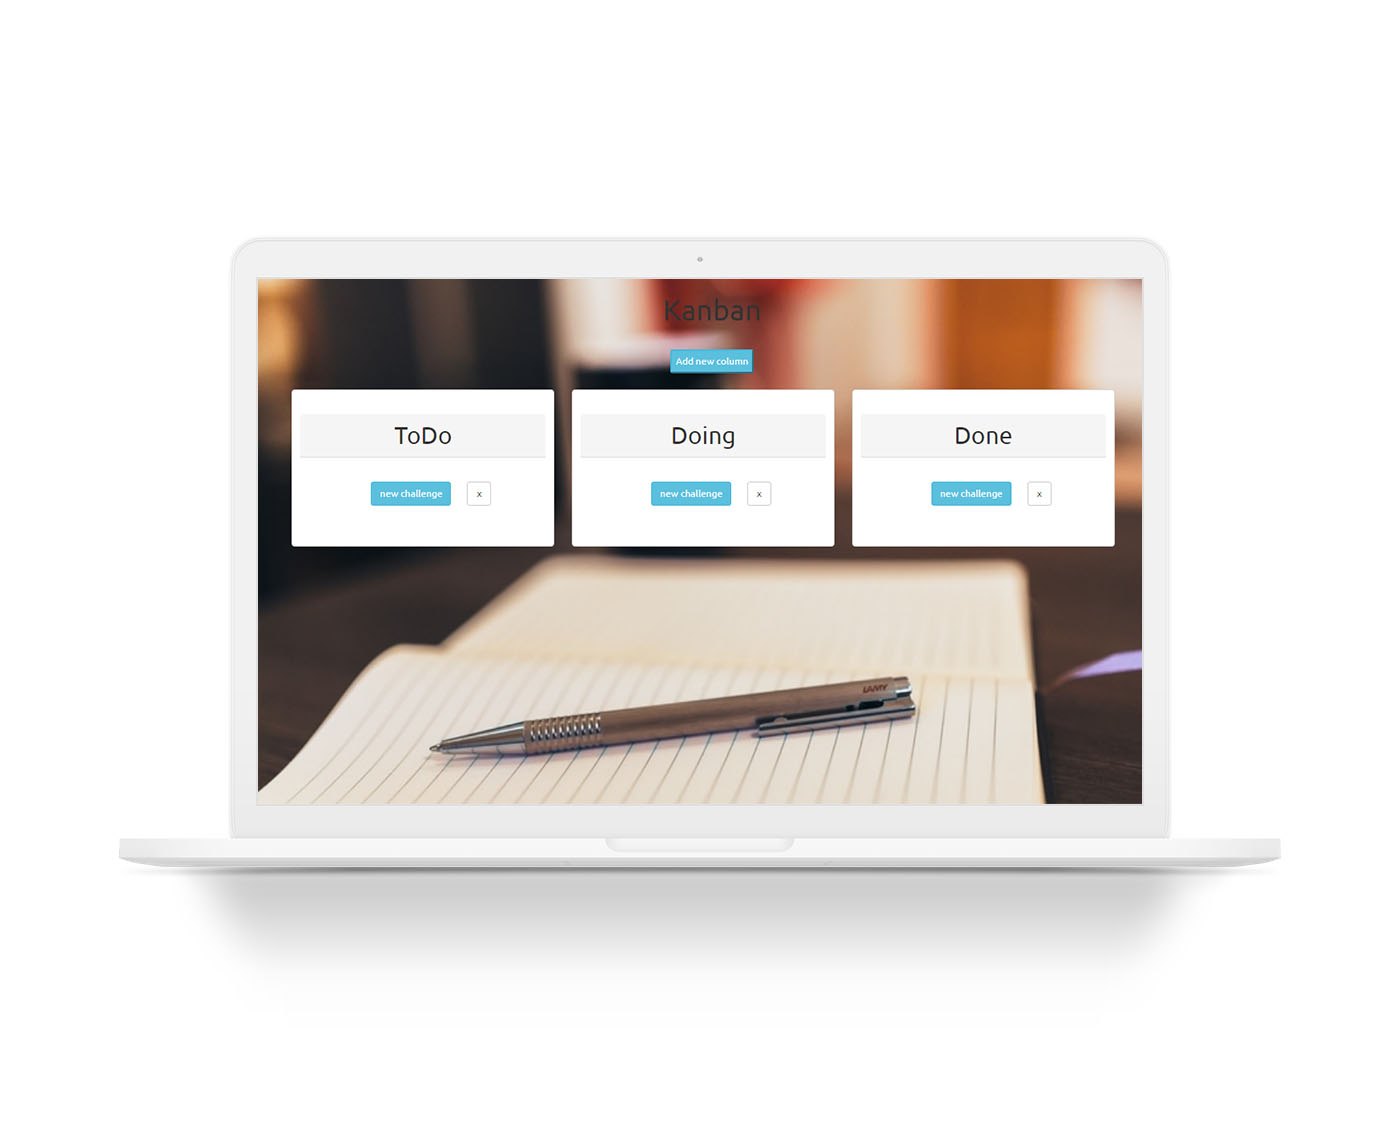 Kanban
Add new column
ToDo
Doing
Done
new challenge
x
new challenge
x
new challenge
x
LAMY